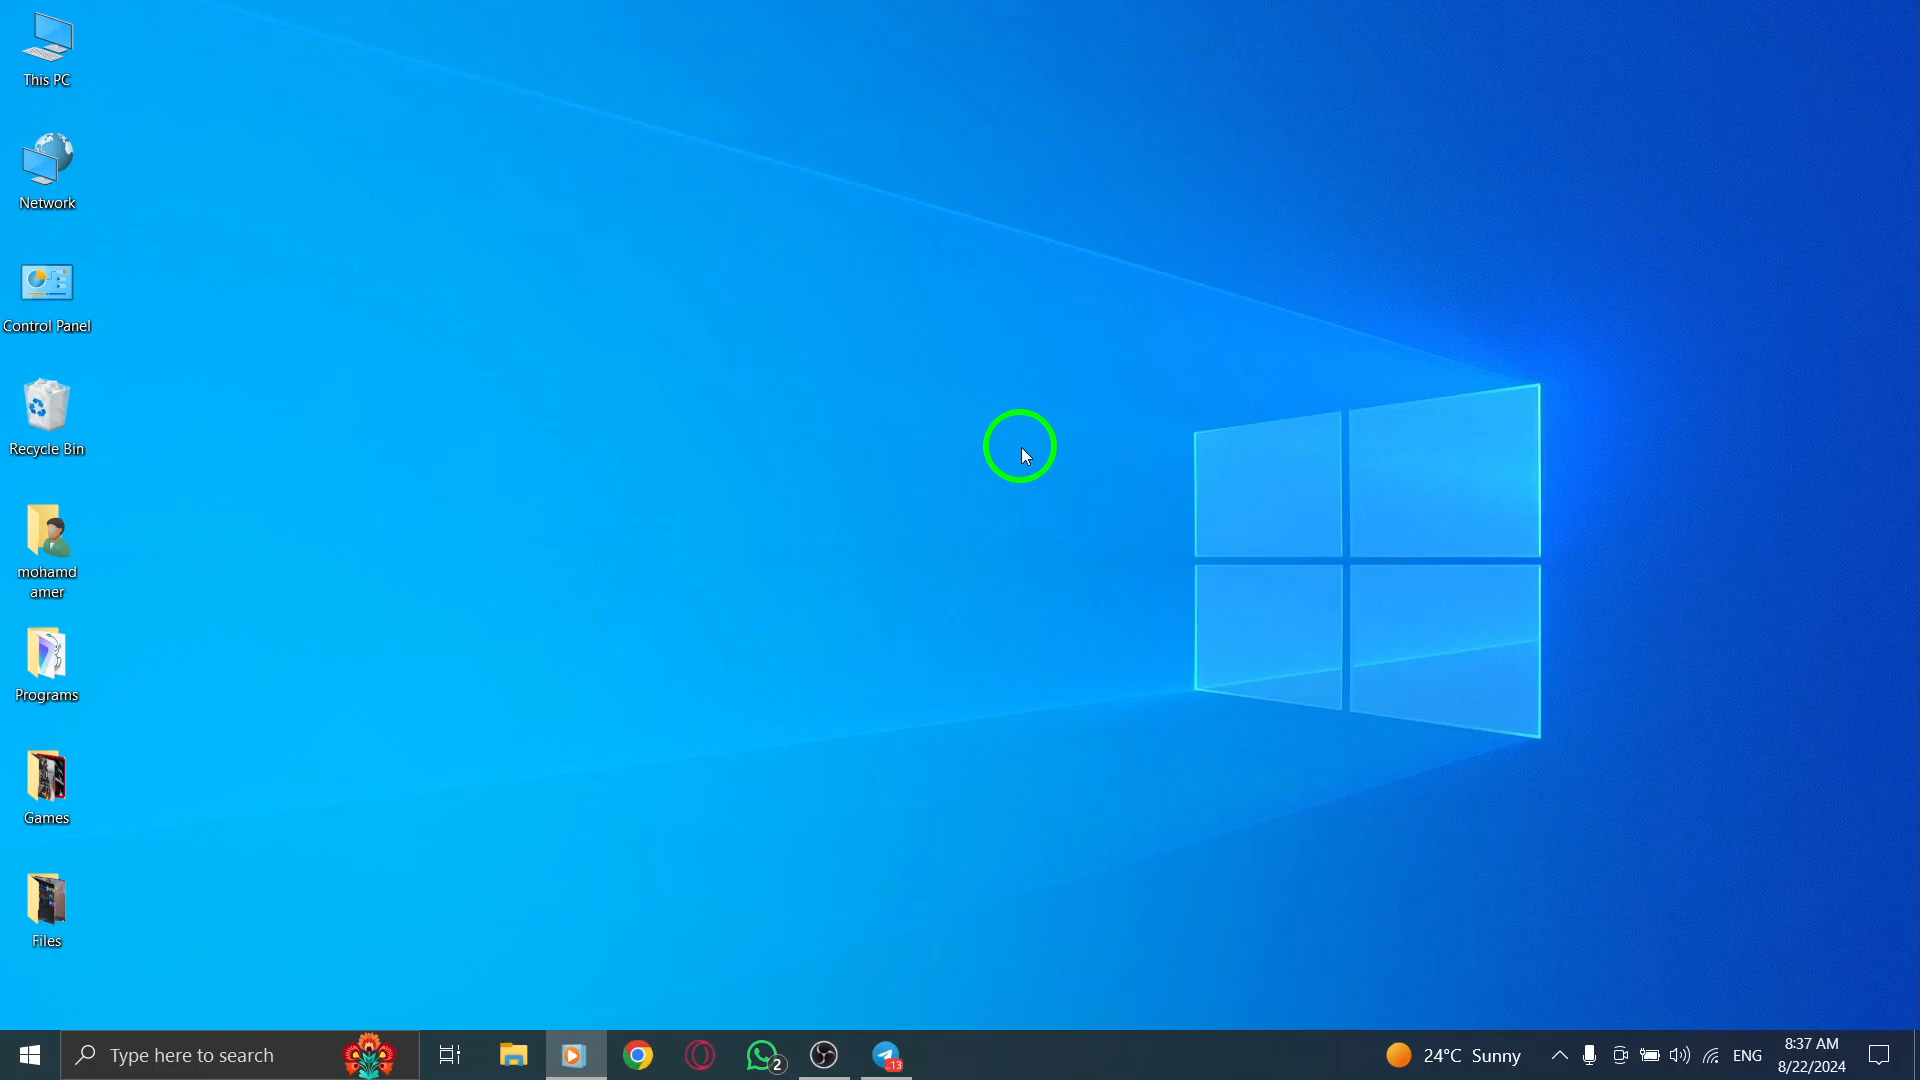 This PC
Network
Control Panel
Recycle Bin
mohamd
amer
Programs
Games
Files
Type here to search
2
..13
24°C Sunny
ENG
8:37 AM
8/22/2024